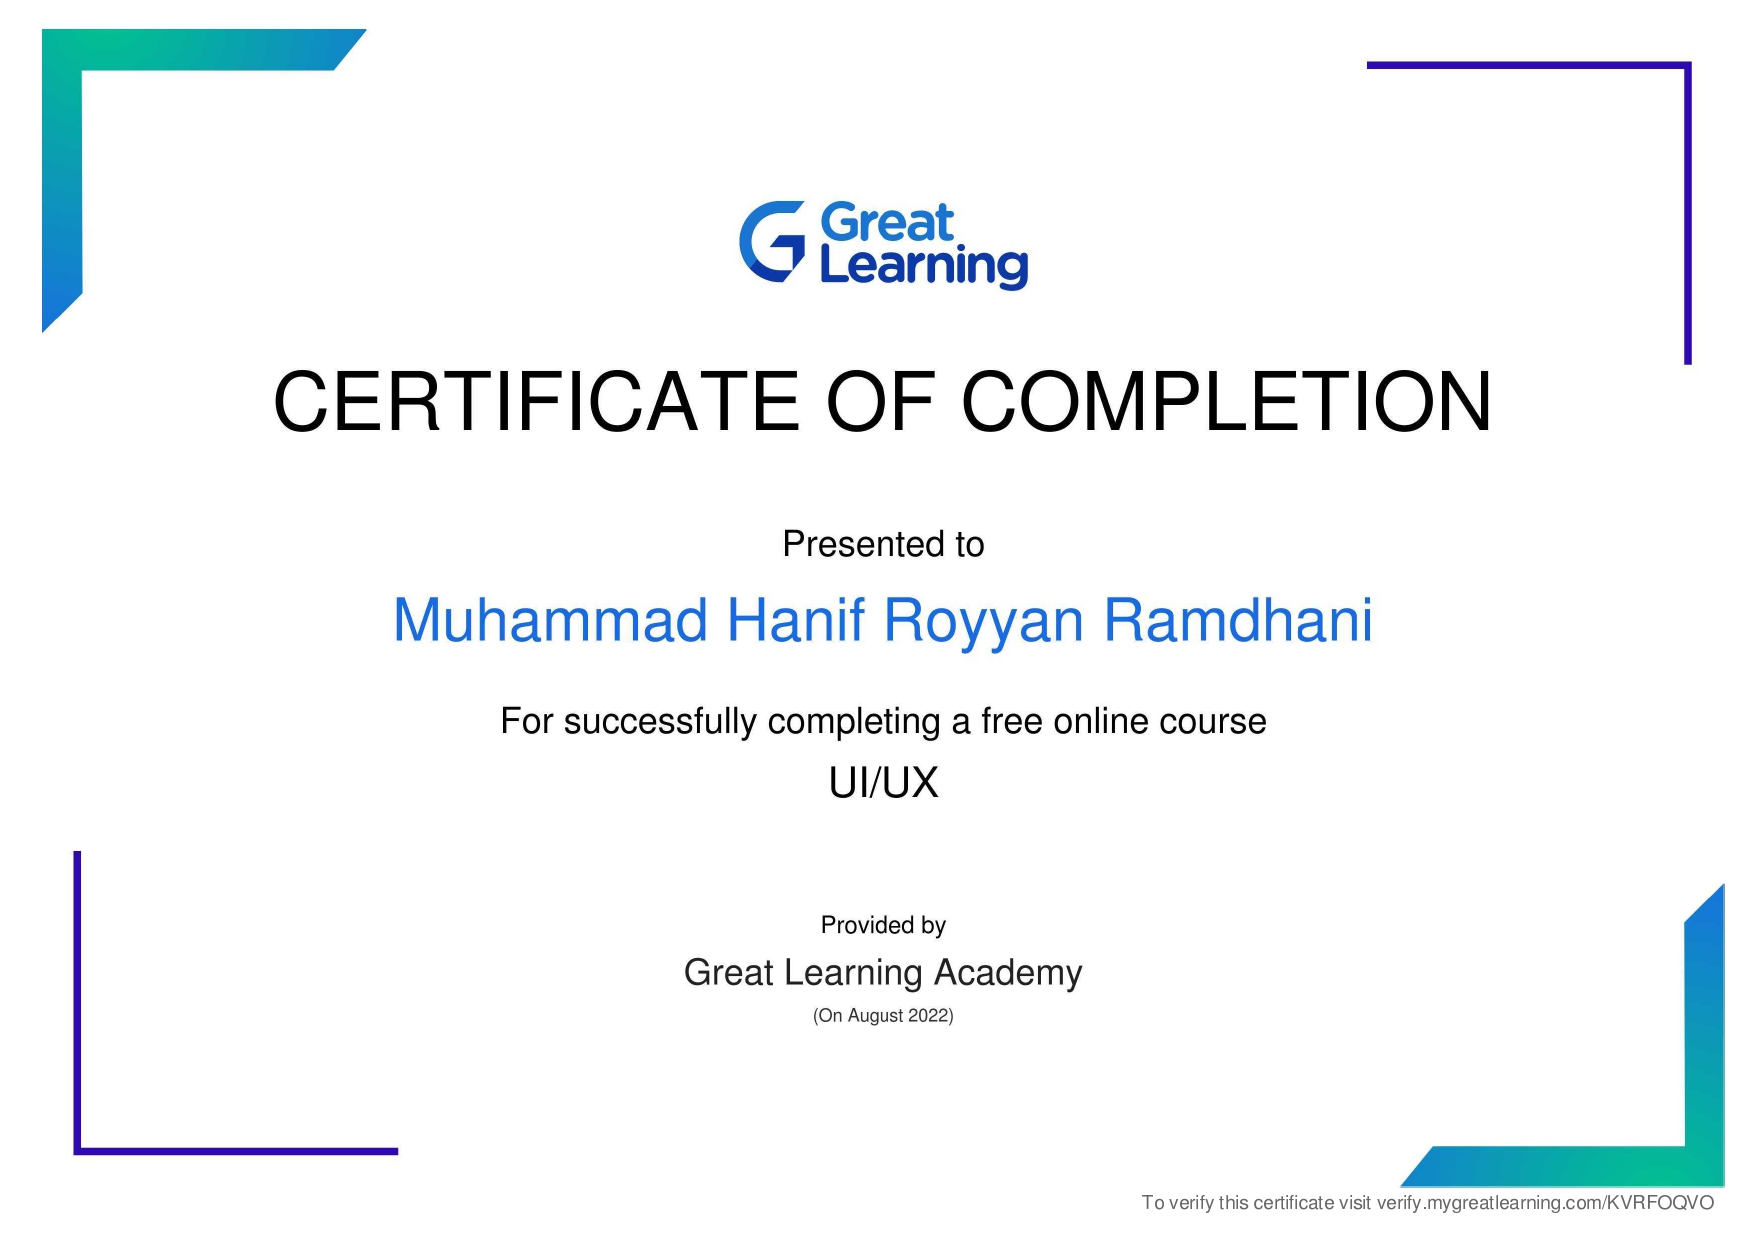 Great
Learning
CERTIFICATE OF COMPLETION
Presented to
Muhammad Hanif Royyan Ramdhani
For successfully completing a free online course
UI/UX
Provided by
Great Learning Academy
(On August 2022)
To verify this certificate visit verify.mygreatlearning.com/KVRFOQVO